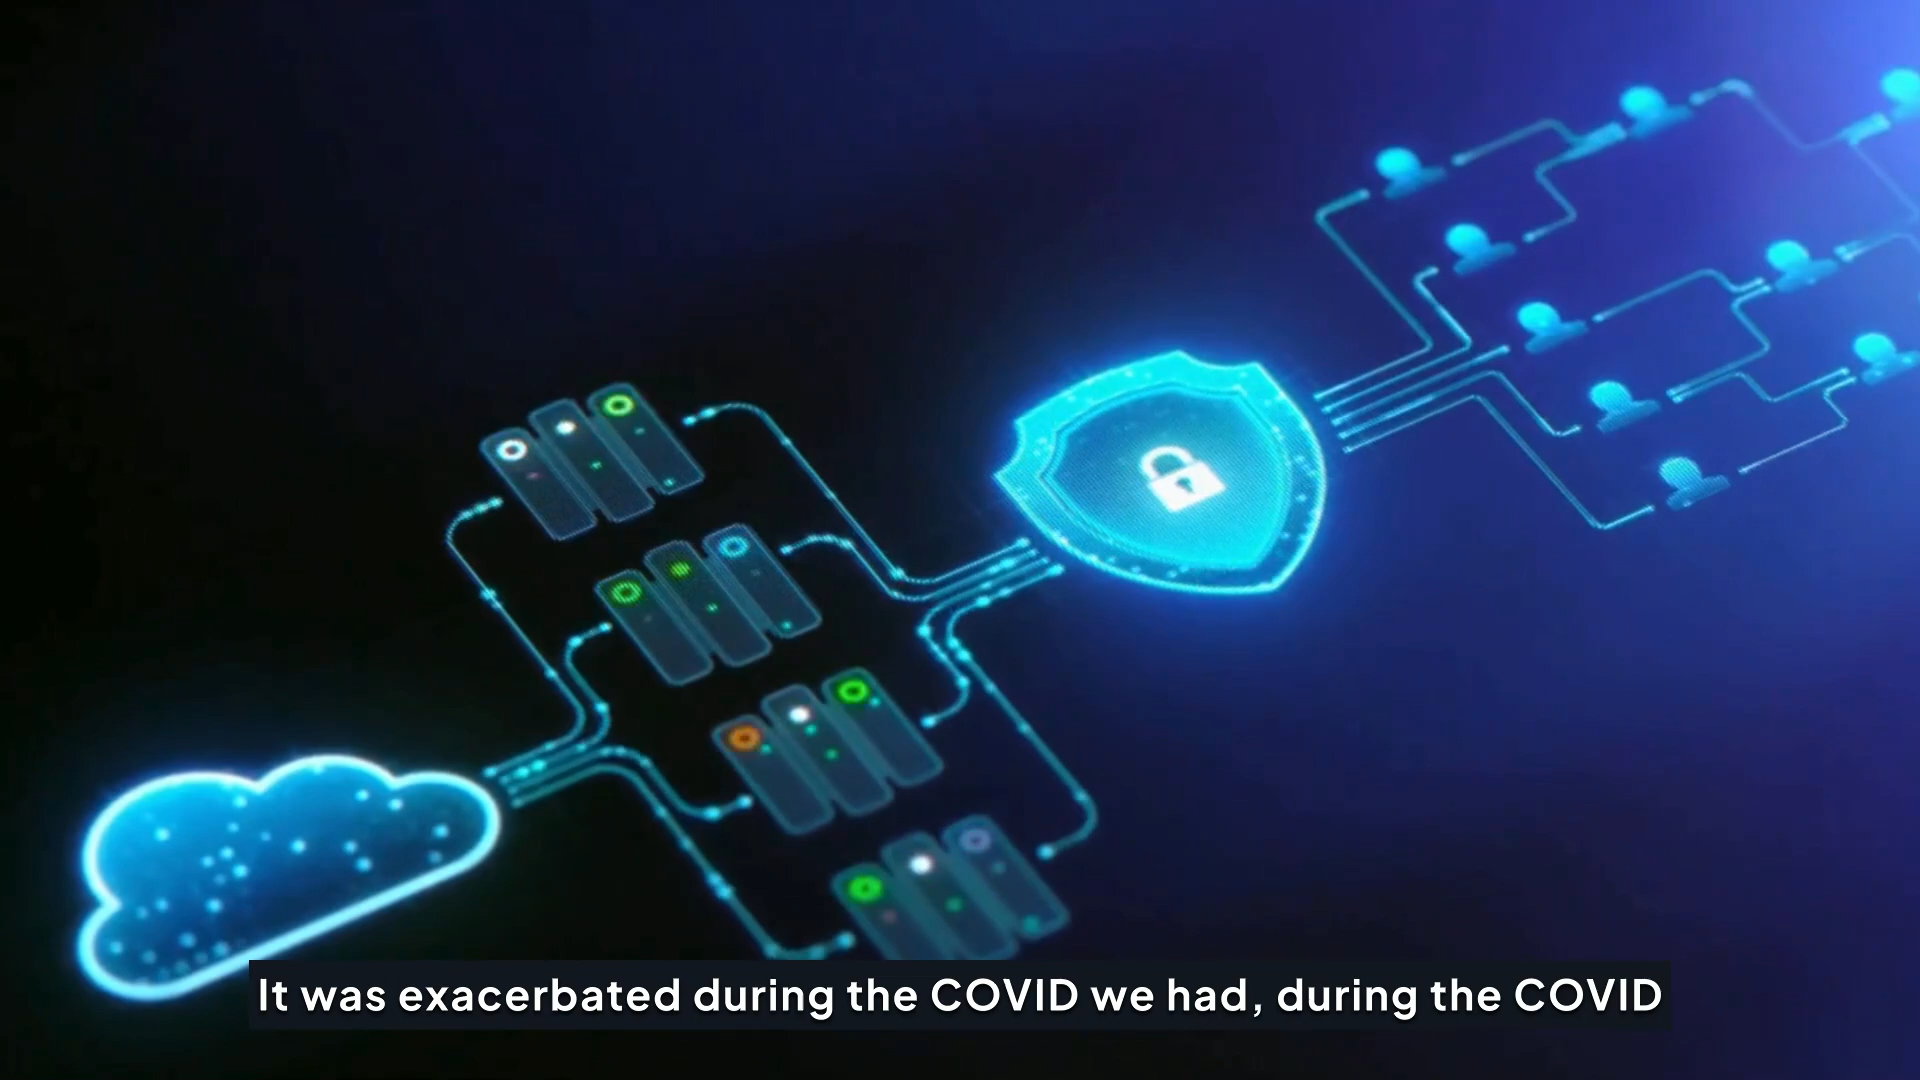 It was exacerbated during the COVID we had, during the COVID